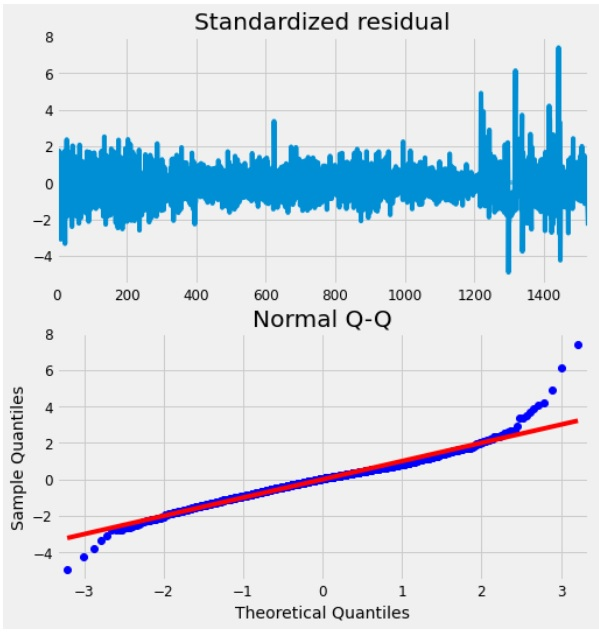 Standardized residual
8
6
4
2
0
−2
−4
0 200 400 600 800 1000 1200 1400
Normal Q-Q
8
6
4
2
0
−2
−4
Sample Quantiles
−3 −2 −1 0 1 2 3
Theoretical Quantiles